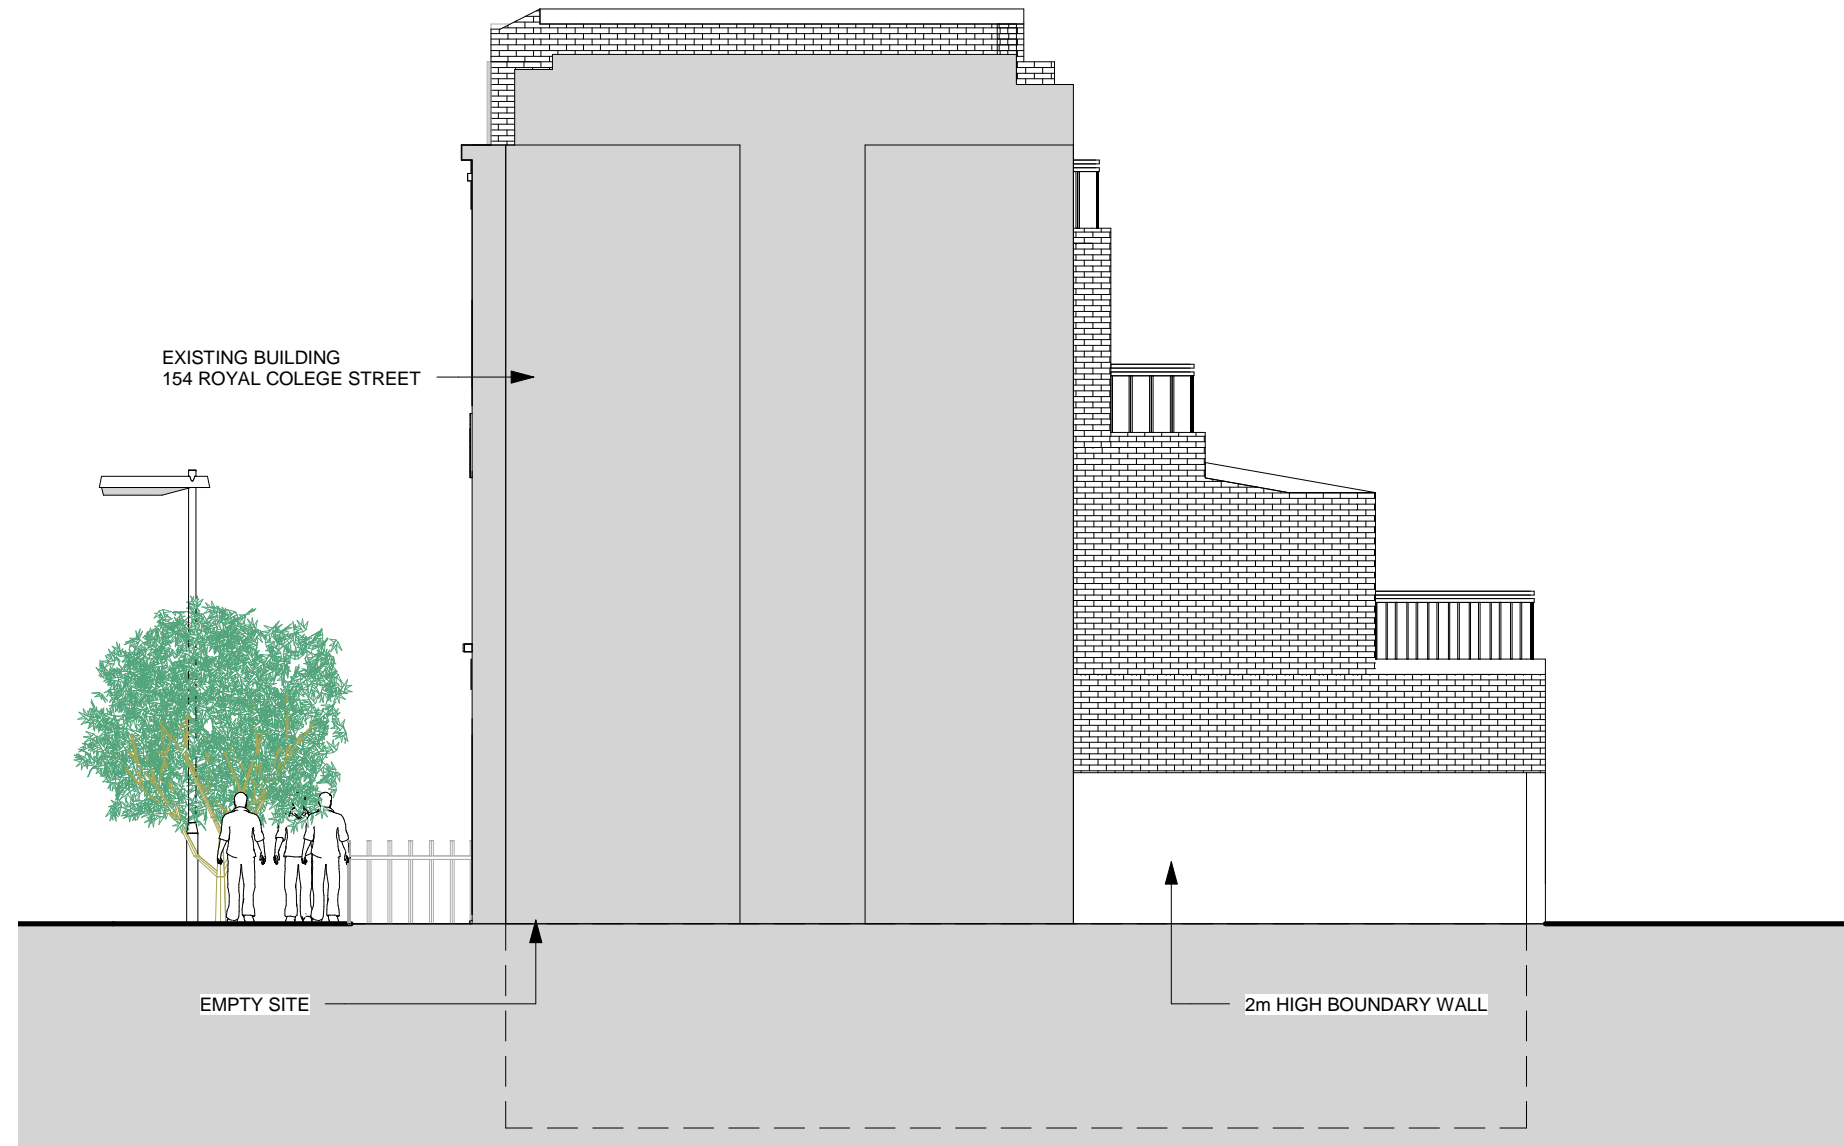 EXISTING BUILDING
154 ROYAL COLEGE STREET
EMPTY SITE
2m HIGH BOUNDARY WALL